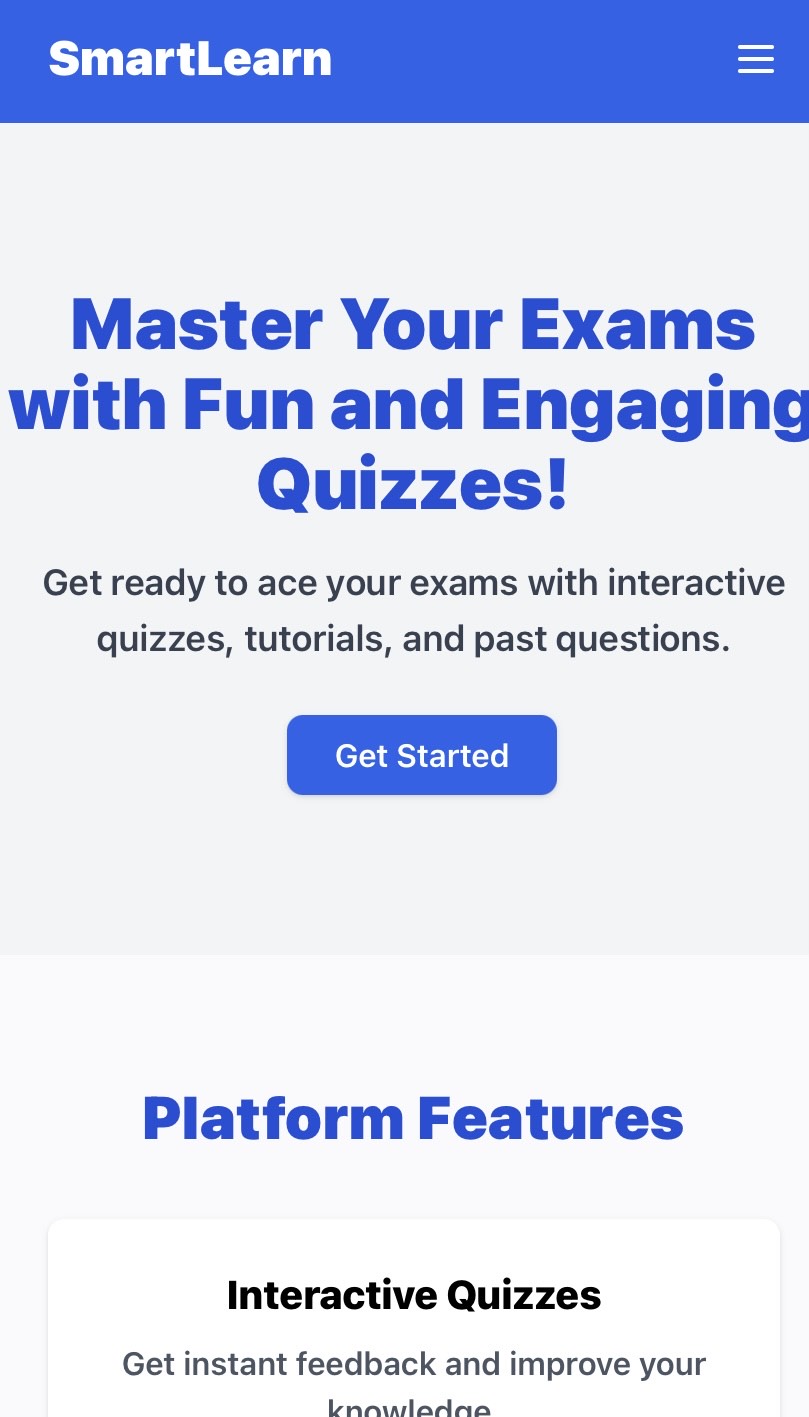 SmartLearn
Master Your Exams
with Fun and Engaging
Quizzes!
Get ready to ace your exams with interactive
quizzes, tutorials, and past questions.
Get Started
Platform Features
Interactive Quizzes
Get instant feedback and improve your
knowledge.